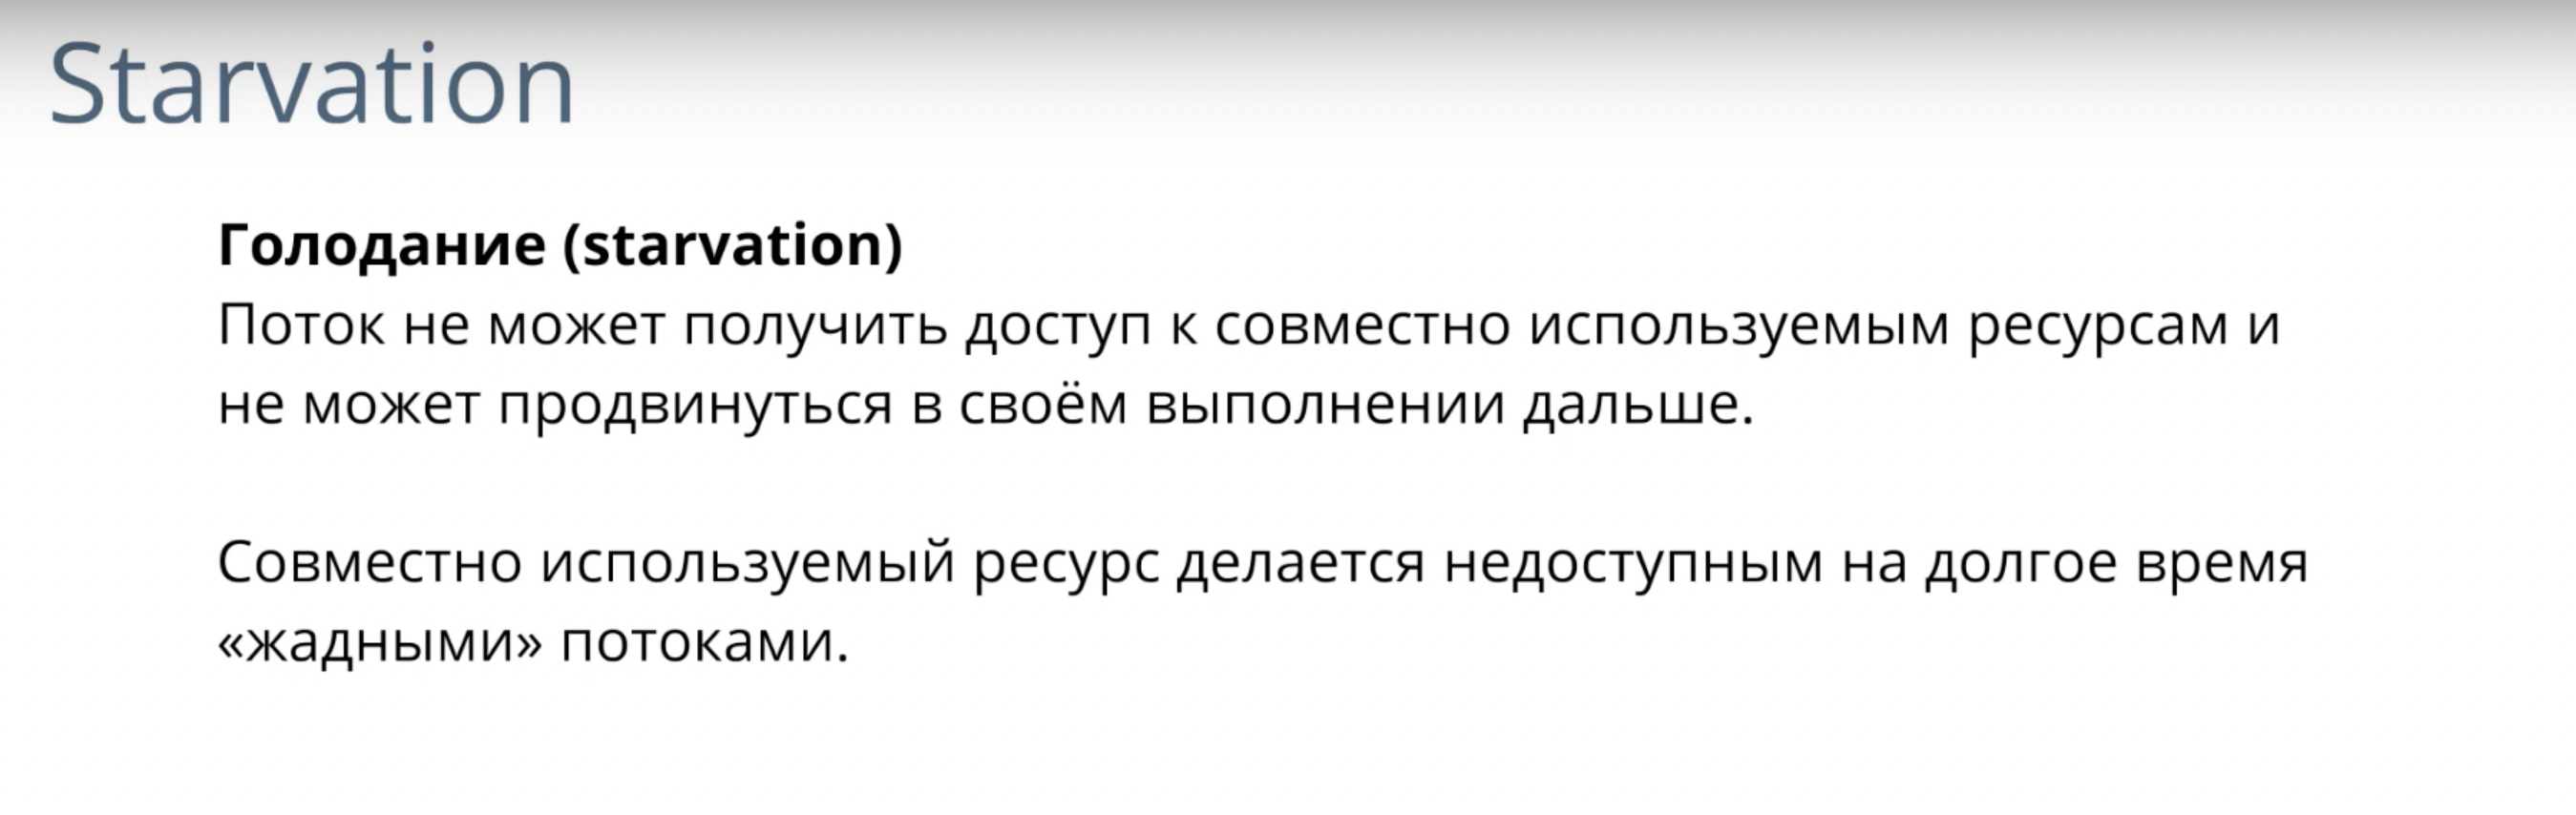 Starvation
Голодание (starvation)
Поток не может получить доступ к совместно используемым ресурсам и
не может продвинуться в своём выполнении дальше.
Совместно используемый ресурс делается недоступным на долгое время
«жадными» потоками.